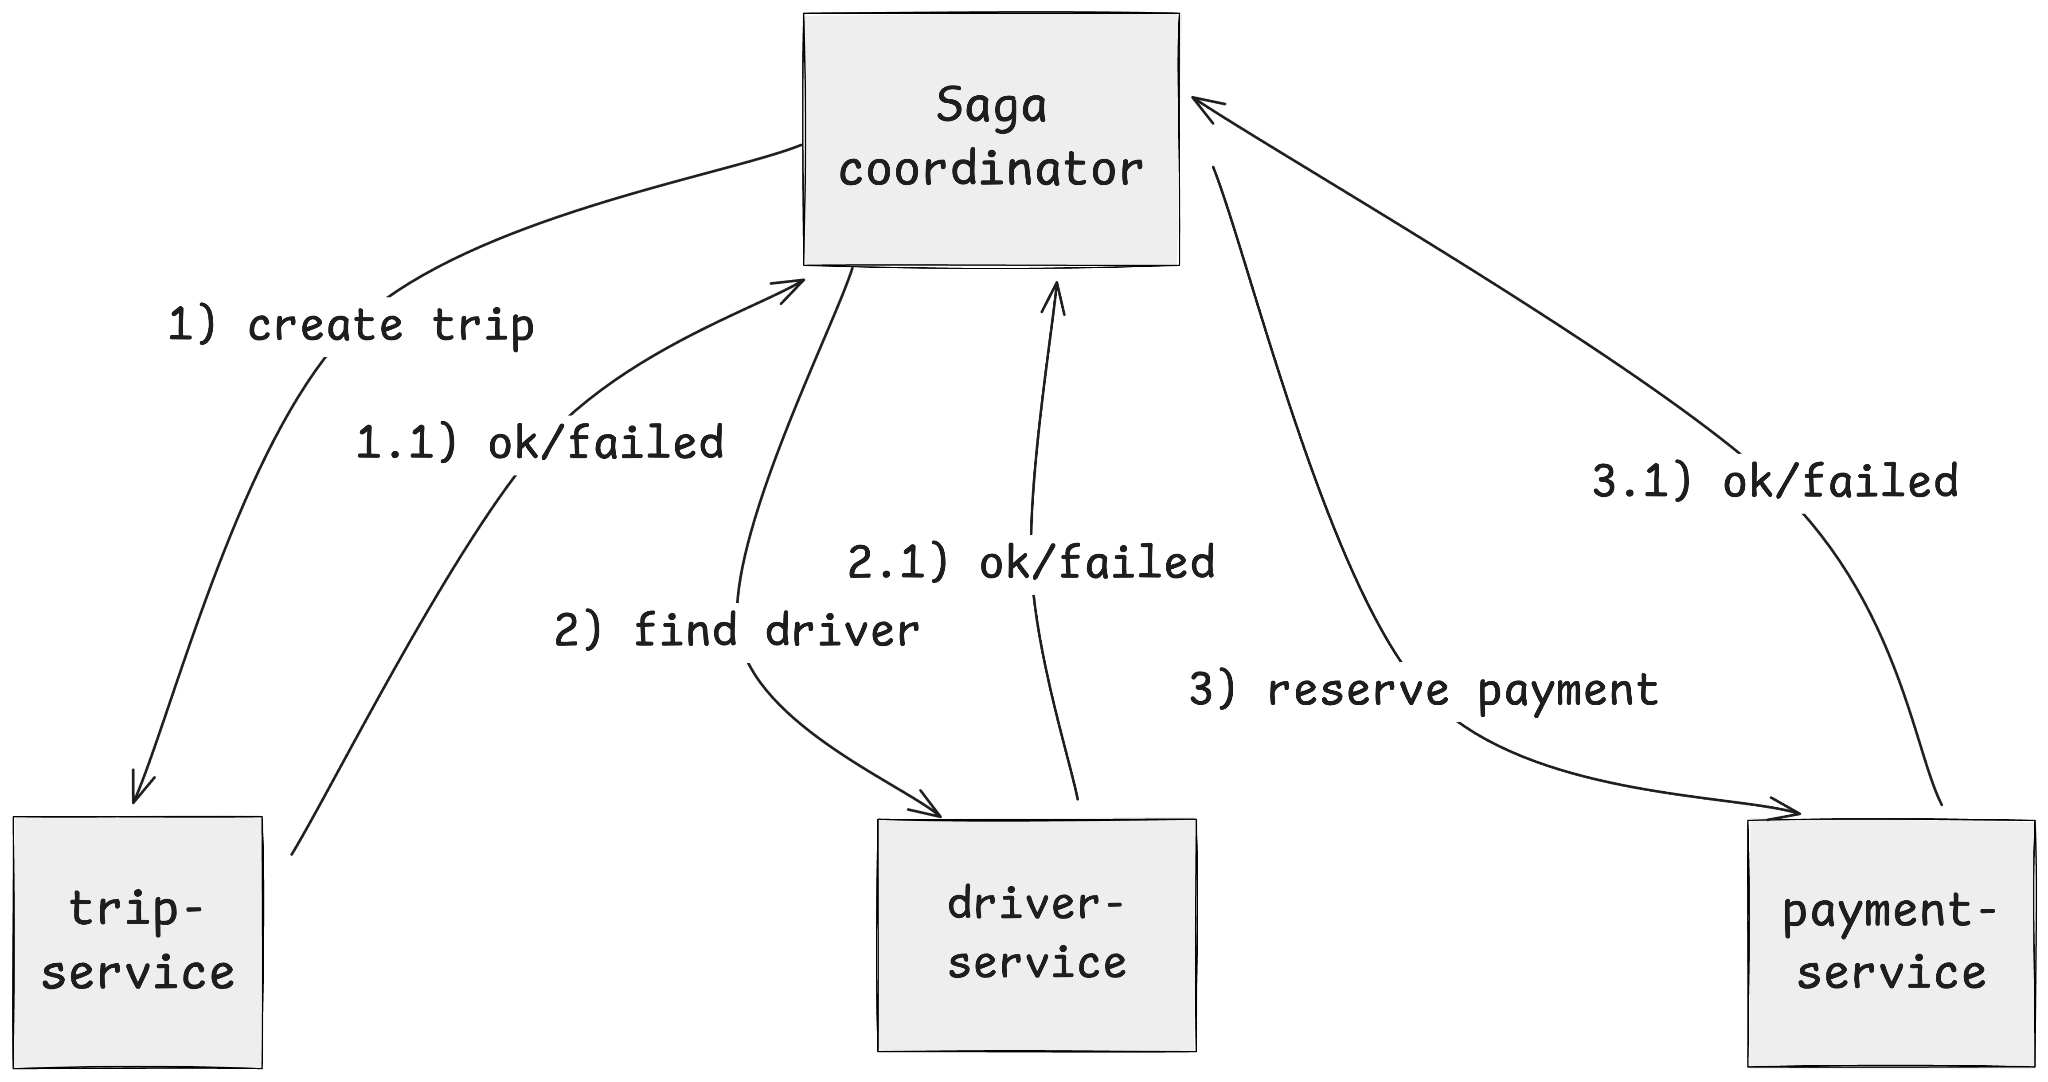 Saga
coordinator
1) create trip
1.1) ok/failed
2) find driver
2.1) ok/failed
3) reserve payment
3.1) ok/failed
trip-
service
driver-
service
payment-
service